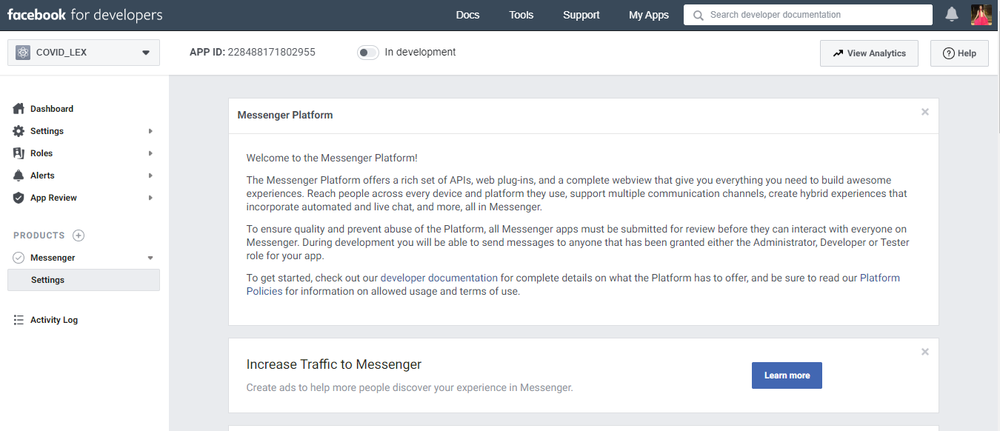 facebook for developers
Docs
Tools
Support
My Apps
Search developer documentation
COVID_LEX
APP ID: 228488171802955
In development
View Analytics
Help
Dashboard
Settings
Roles
Alerts
App Review
PRODUCTS
Messenger
Settings
Activity Log
Messenger Platform
Welcome to the Messenger Platform!
The Messenger Platform offers a rich set of APIs, web plug-ins, and a complete webview that give you everything you need to build awesome
experiences. Reach people across every device and platform they use, support multiple communication channels, create hybrid experiences that
incorporate automated and live chat, and more, all in Messenger.
To ensure quality and prevent abuse of the Platform, all Messenger apps must be submitted for review before they can interact with everyone on
Messenger. During development you will be able to send messages to anyone that has been granted either the Administrator, Developer or Tester
role for your app.
To get started, check out our developer documentation for complete details on what the Platform has to offer, and be sure to read our Platform
Policies for information on allowed usage and terms of use.
Increase Traffic to Messenger
Create ads to help more people discover your experience in Messenger.
Learn more